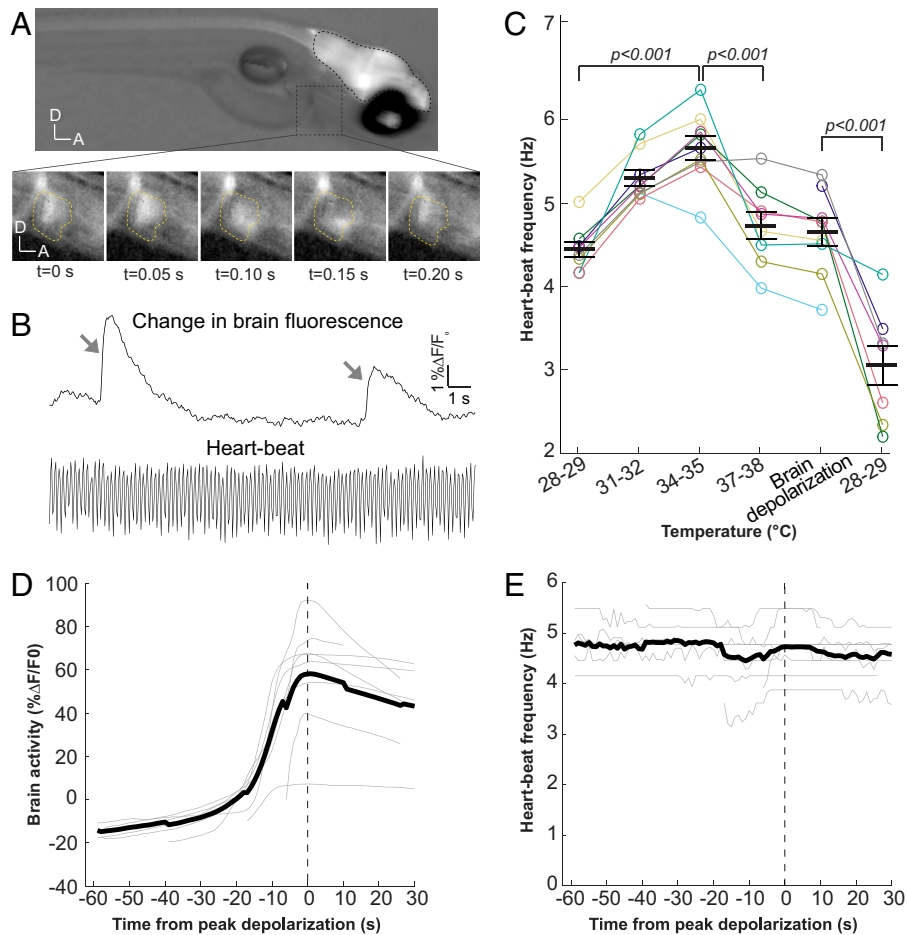 A
D
A
D
A
t=0 s
t=0.05 s
t=0.10 s
t=0.15 s
t=0.20 s
B
Change in brain fluorescence
1 %ΔF/F₀
1 s
Heart-beat
C
p<0.001
p<0.001
p<0.001
Heart-beat frequency (Hz)
7
6
5
4
3
2
28-29
31-32
34-35
37-38
Brain
depolarization
28-29
Temperature (°C)
D
Brain activity (%ΔF/F0)
100
80
60
40
20
0
-20
-40
-60 -50 -40 -30 -20 -10 0 10 20 30
Time from peak depolarization (s)
E
Heart-beat frequency (Hz)
6
5
4
3
2
1
0
-60 -50 -40 -30 -20 -10 0 10 20 30
Time from peak depolarization (s)